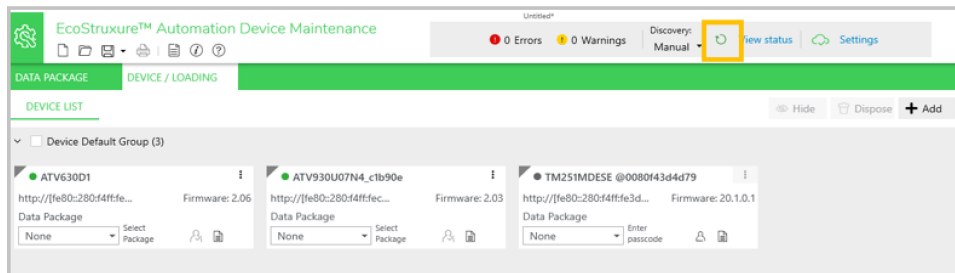 Untitled*
EcoStruxure™ Automation Device Maintenance
0 Errors
0 Warnings
Discovery:
Manual
View status
Settings
DATA PACKAGE
DEVICE / LOADING
DEVICE LIST
Hide
Dispose
Add
Device Default Group (3)
ATV630D1
http://[fe80::280:f4ff:fe...
Firmware: 2.06
Data Package
None
Select
Package
ATV930U07N4_c1b90e
http://[fe80::280:f4ff:fec...
Firmware: 2.03
Data Package
None
Select
Package
TM251MDESE @0080f43d4d79
http://[fe80::280:f4ff:fe3d...
Firmware: 20.1.0.1
Data Package
None
Enter
passcode